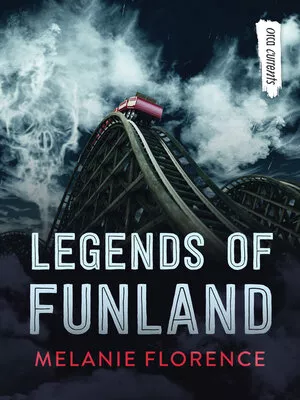 orca currents
LEGENDS OF
FUNLAND
MELANIE FLORENCE